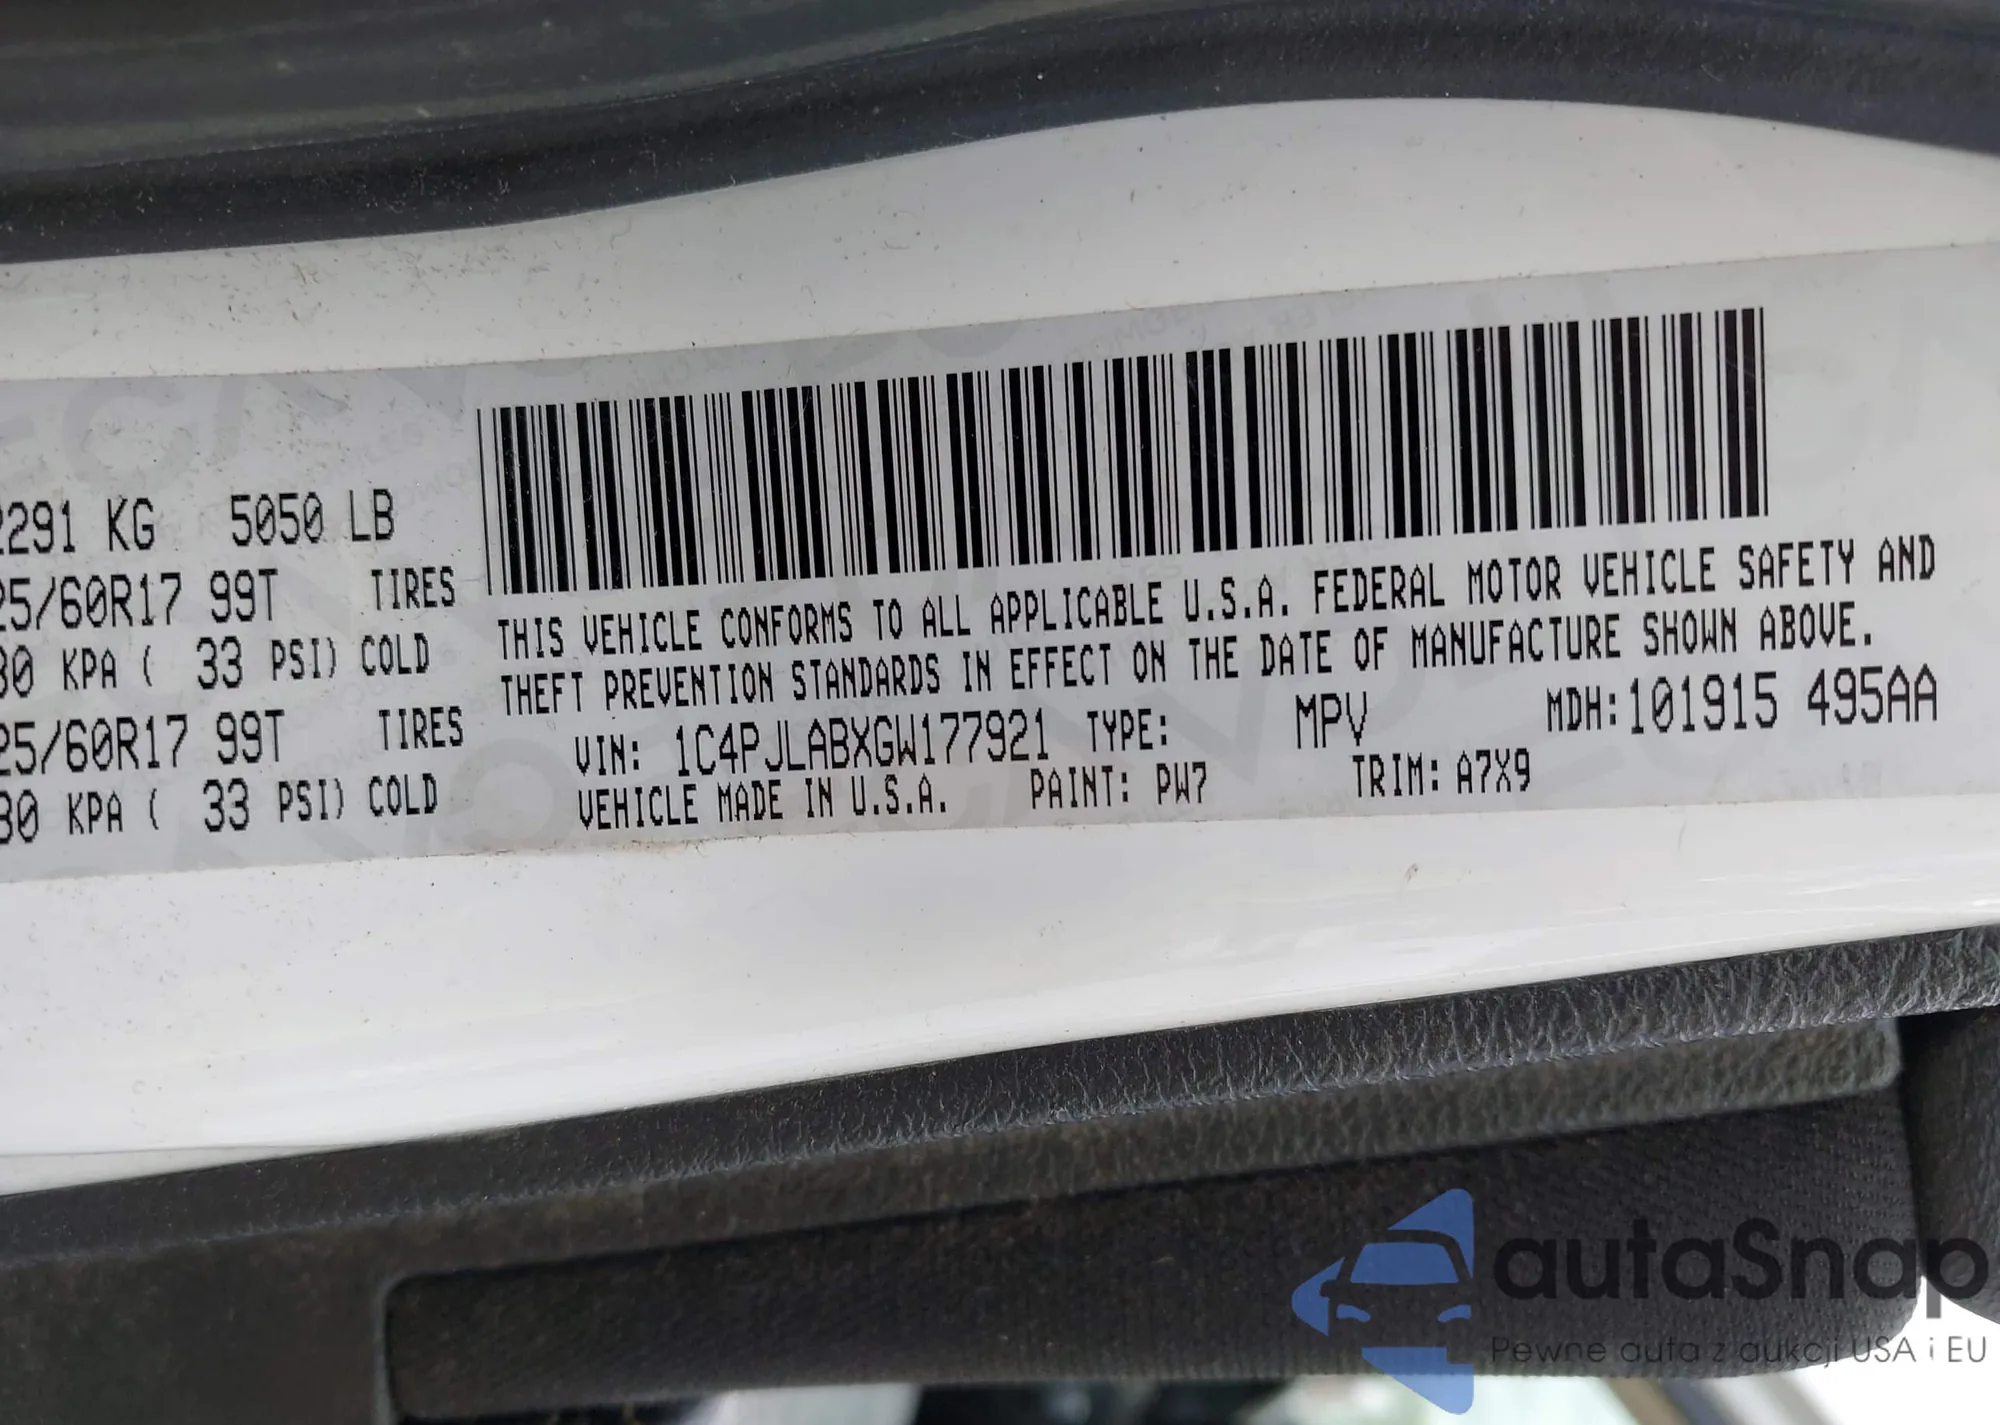 2291 KG 5050 LB
25/60R17 99T TIRES
30 KPA ( 33 PSI) COLD
25/60R17 99T TIRES
30 KPA ( 33 PSI) COLD
THIS VEHICLE CONFORMS TO ALL APPLICABLE U.S.A. FEDERAL MOTOR VEHICLE SAFETY AND
THEFT PREVENTION STANDARDS IN EFFECT ON THE DATE OF MANUFACTURE SHOWN ABOVE.
VIN: 1C4PJLABXGW177921 TYPE: MPV MDH:101915 495AA
VEHICLE MADE IN U.S.A. PAINT: PW7 TRIM: A7X9
autaSnap
Pewne auta z aukcji USA i EU